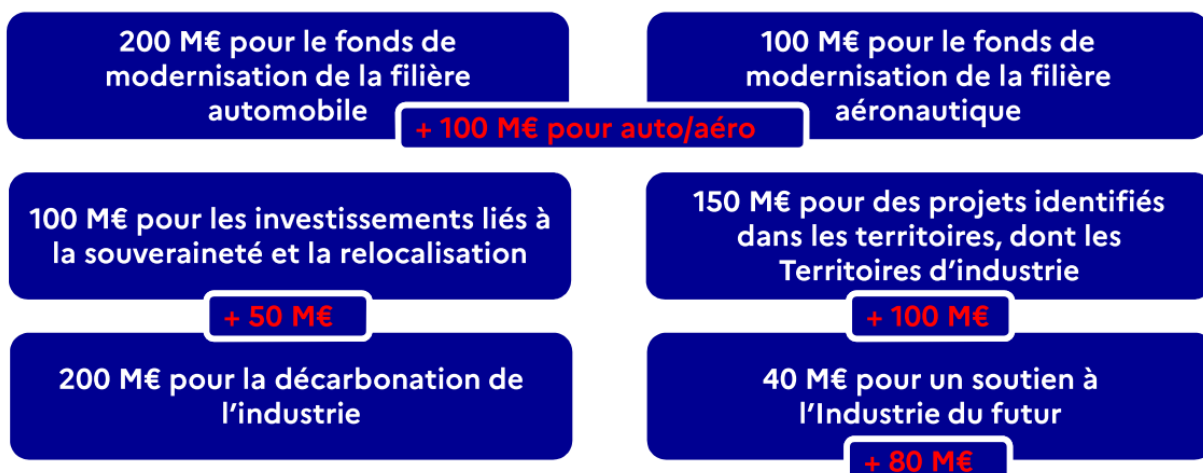 200 M€ pour le fonds de
modernisation de la filière
automobile
100 M€ pour le fonds de
modernisation de la filière
aéronautique
+ 100 M€ pour auto/aéro
100 M€ pour les investissements liés à
la souveraineté et la relocalisation
+ 50 M€
150 M€ pour des projets identifiés
dans les territoires, dont les
Territoires d'industrie
+ 100 M€
200 M€ pour la décarbonation de
l'industrie
40 M€ pour un soutien à
l'Industrie du futur
+ 80 M€